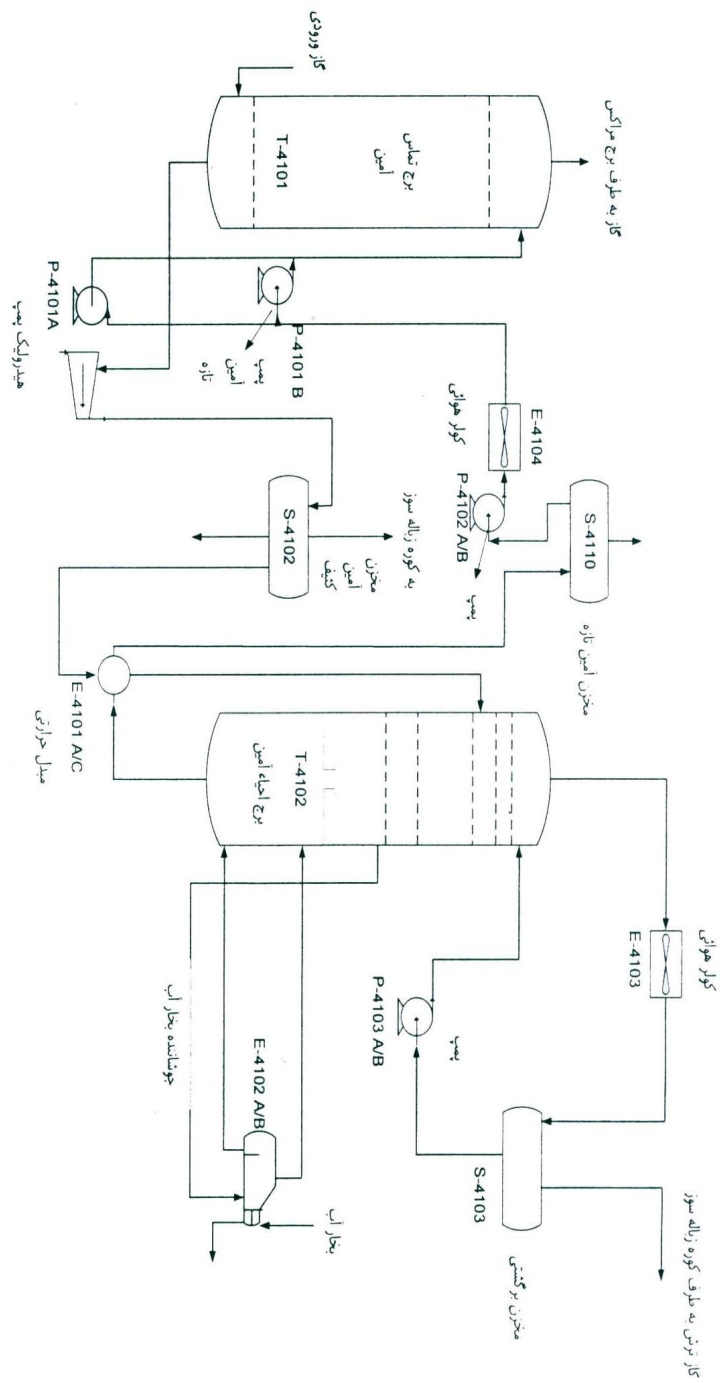 گاز ورودی
گاز به طرف برج مراکس
T-4101
برج تماس
آمین
P-4101A
P-4101 B
پمپ
آمین
تازه
هیدرولیک پمپ
E-4104
کولر هوائی
P-4102 A/B
پمپ
S-4110
مخزن آمین تازه
S-4102
به کوره زباله سوز
مخزن
آمین
کثیف
E-4101 A/C
مبدل حرارتی
T-4102
برج احیاء آمین
کولر هوائی
E-4103
P-4103 A/B
پمپ
S-4103
مخزن برگشتی
گاز ترش به طرف کوره زباله سوز
E-4102 A/B
جوشاننده بخار آب
بخار آب